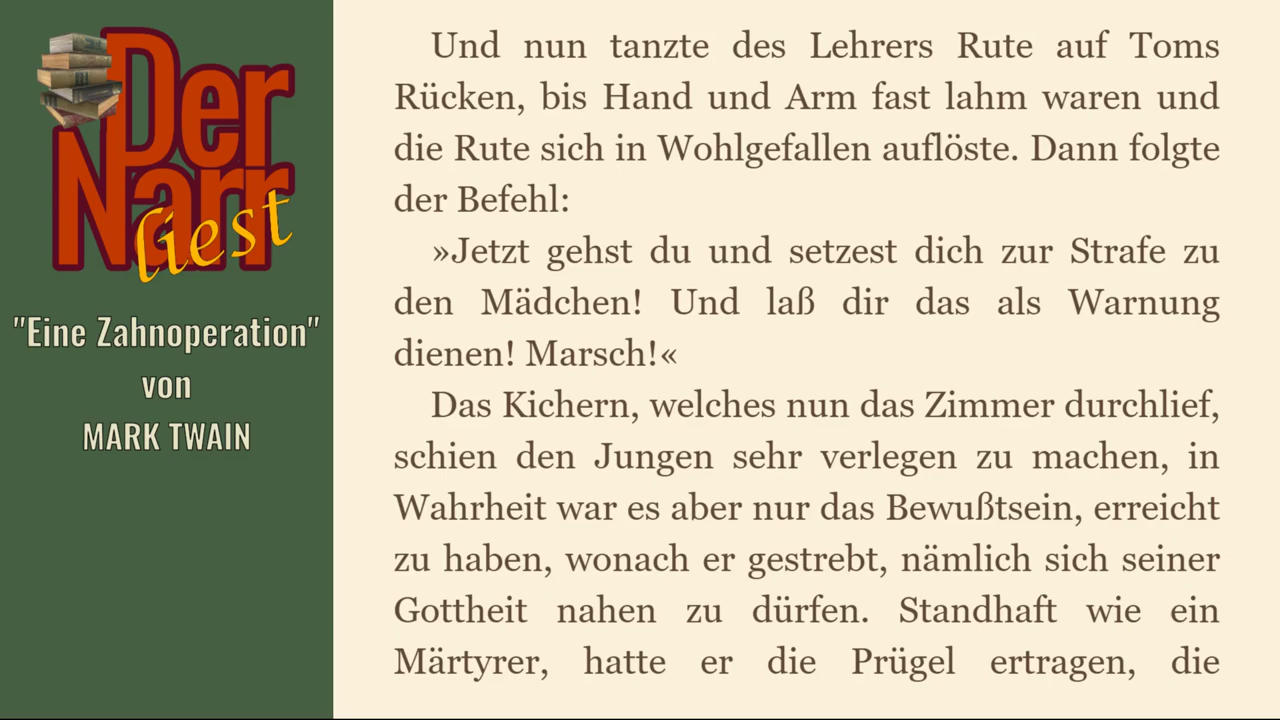 Der
Narr
liest
"Eine Zahnoperation"
von
MARK TWAIN
Und nun tanzte des Lehrers Rute auf Toms
Rücken, bis Hand und Arm fast lahm waren und
die Rute sich in Wohlgefallen auflöste. Dann folgte
der Befehl:
»Jetzt gehst du und setzest dich zur Strafe zu
den Mädchen! Und laß dir das als Warnung
dienen! Marsch!«
Das Kichern, welches nun das Zimmer durchlief,
schien den Jungen sehr verlegen zu machen, in
Wahrheit war es aber nur das Bewußtsein, erreicht
zu haben, wonach er gestrebt, nämlich sich seiner
Gottheit nahen zu dürfen. Standhaft wie ein
Märtyrer, hatte er die Prügel ertragen, die